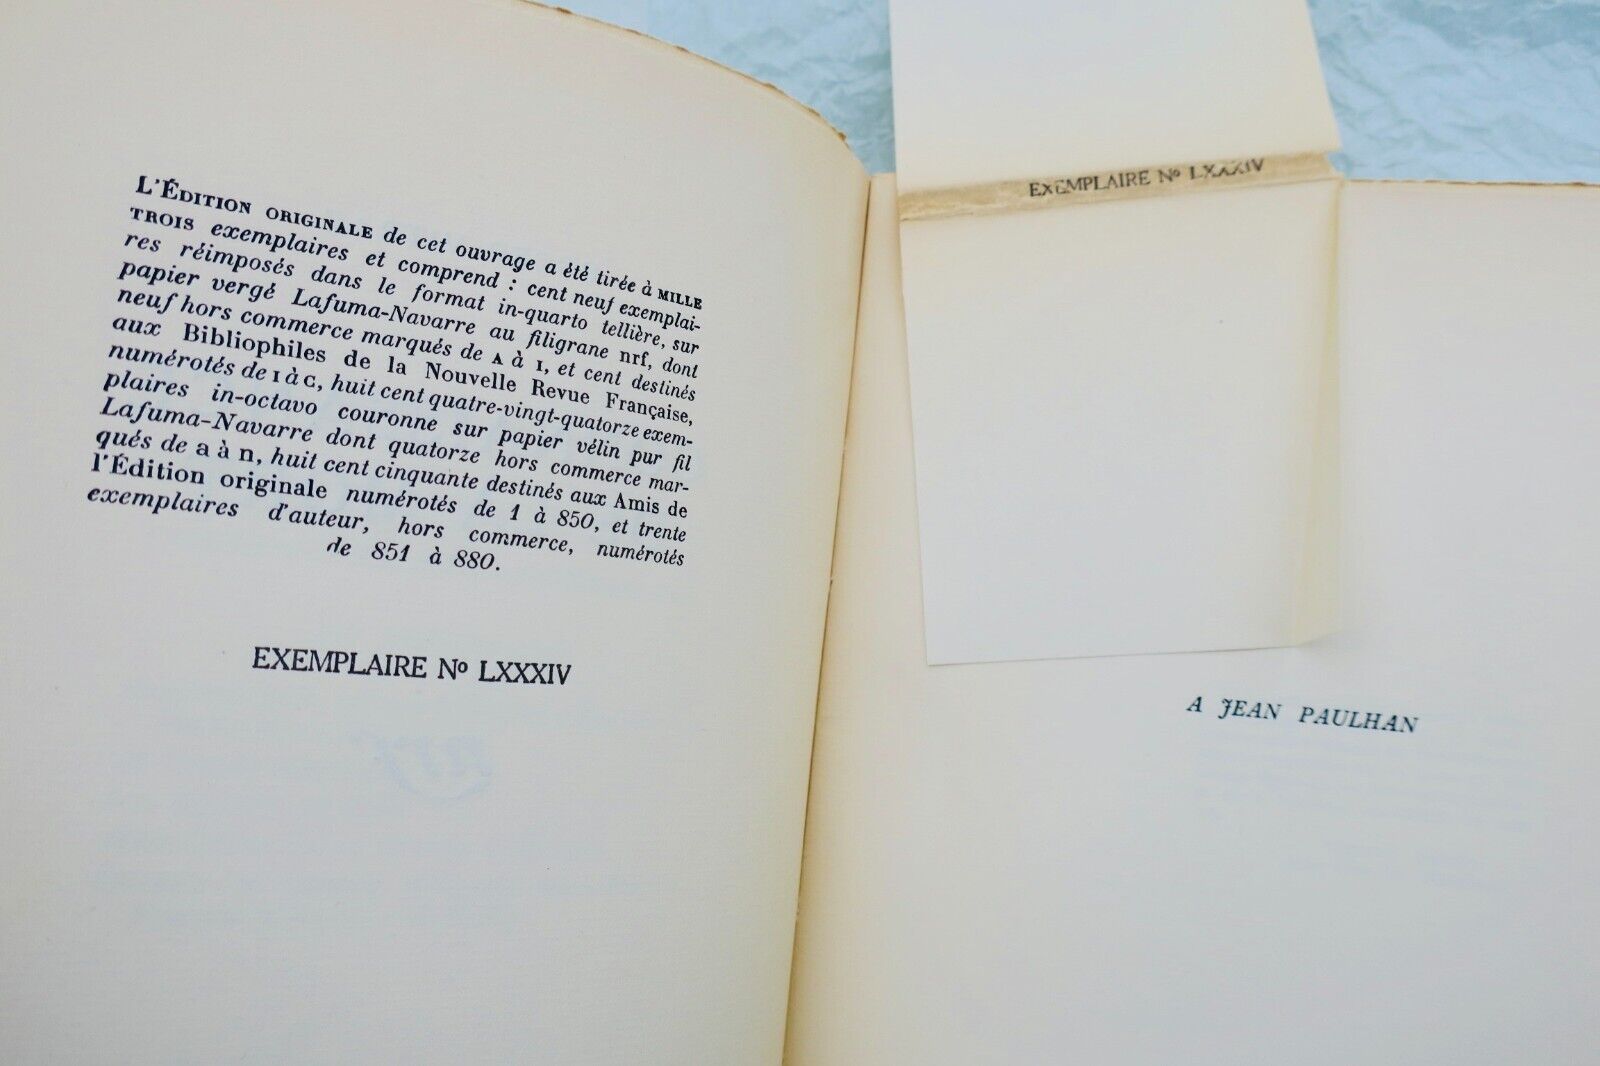 L'ÉDITION ORIGINALE de cet ouvrage a été tirée à MILLE
TROIS exemplaires et comprend : cent neuf exemplai-
res réimposés dans le format in-quarto tellière, sur
papier vergé Lafuma-Navarre au filigrane nrf, dont
neuf hors commerce marqués de A à I, et cent destinés
aux Bibliophiles de la Nouvelle Revue Française,
numérotés de I à C, huit cent quatre-vingt-quatorze exem-
plaires in-octavo couronne sur papier vélin pur fil
Lafuma-Navarre dont quatorze hors commerce mar-
qués de a à n, huit cent cinquante destinés aux Amis de
l'Édition originale numérotés de 1 à 850, et trente
exemplaires d'auteur, hors commerce, numérotés
de 851 à 880.
EXEMPLAIRE No LXXXIV
EXEMPLAIRE No LXXXIV
A JEAN PAULHAN